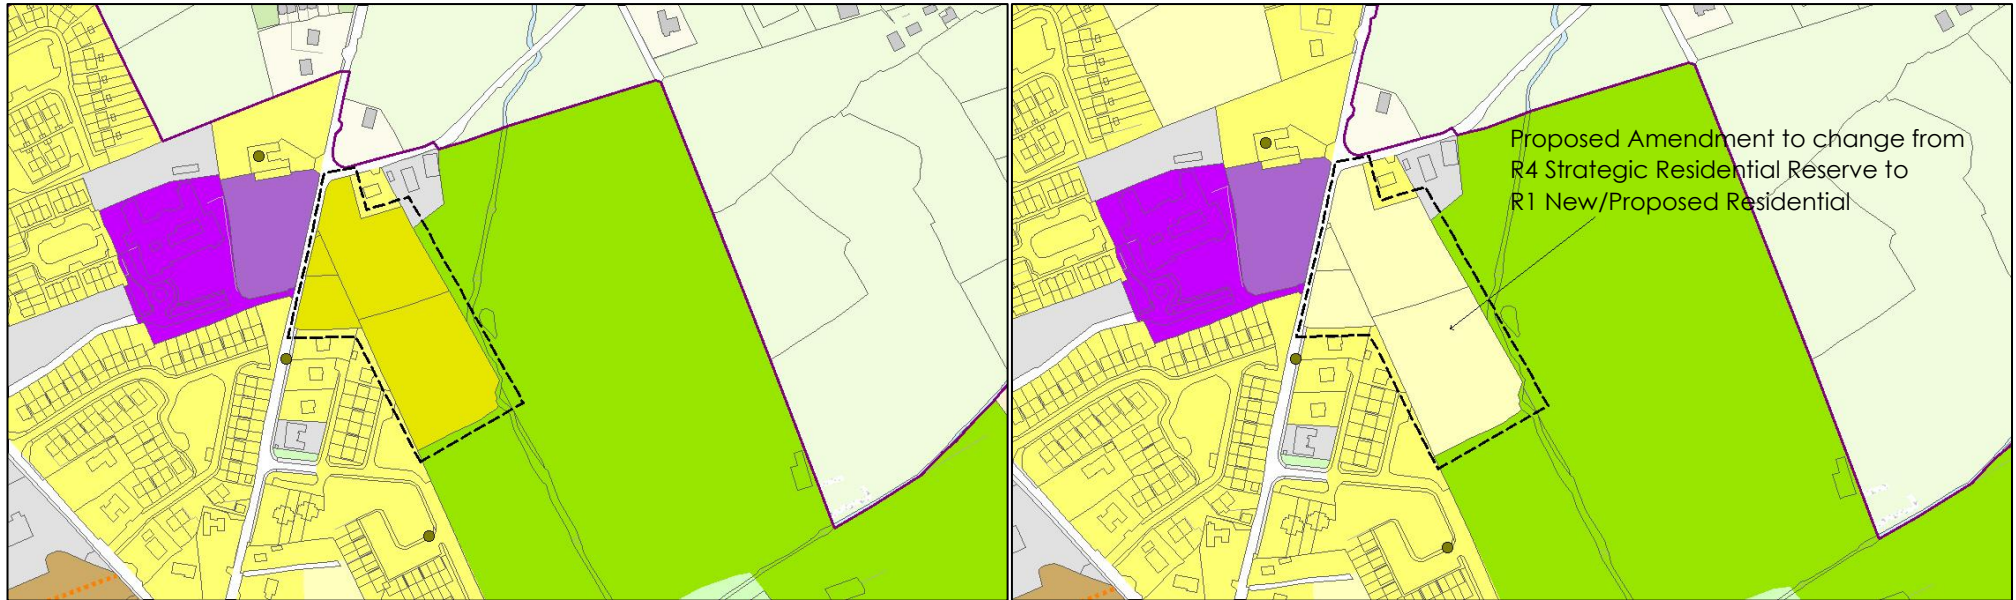 Proposed Amendment to change from
R4 Strategic Residential Reserve to
R1 New/Proposed Residential